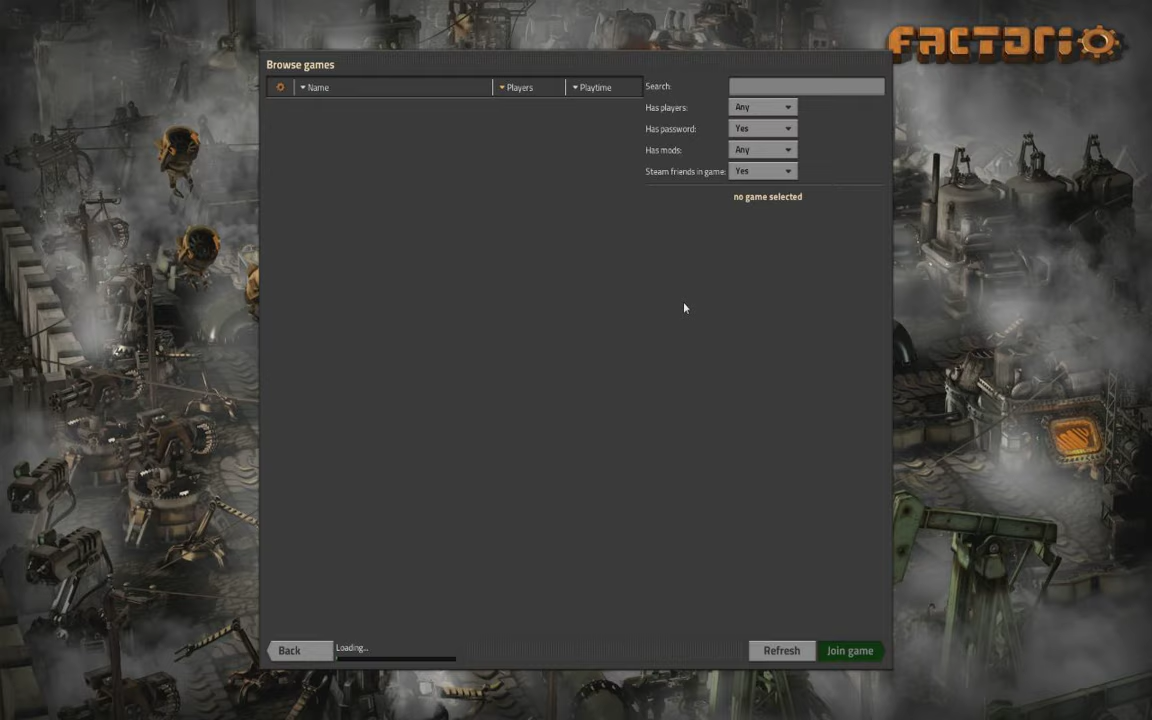 FACTORIO
Browse games
Name Players Playtime
Search:
Has players: Any
Has password: Yes
Has mods: Any
Steam friends in game: Yes
no game selected
Back Loading... Refresh Join game